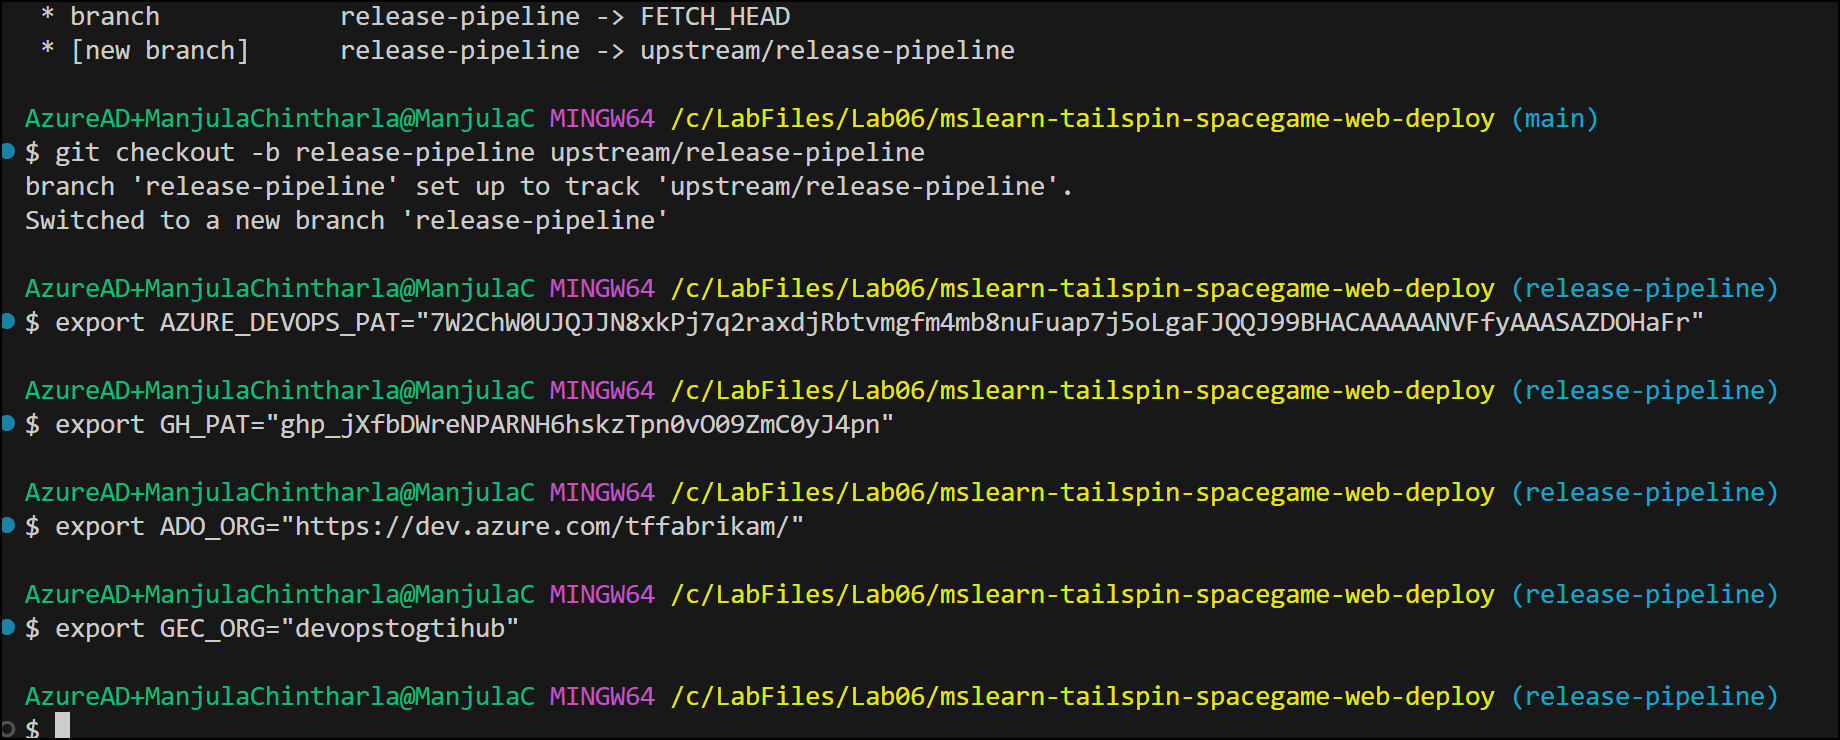 * branch release-pipeline -> FETCH_HEAD
* [new branch] release-pipeline -> upstream/release-pipeline
AzureAD+ManjulaChintharla@ManjulaC MINGW64 /c/LabFiles/Lab06/mslearn-tailspin-spacegame-web-deploy (main)
$ git checkout -b release-pipeline upstream/release-pipeline
branch 'release-pipeline' set up to track 'upstream/release-pipeline'.
Switched to a new branch 'release-pipeline'
AzureAD+ManjulaChintharla@ManjulaC MINGW64 /c/LabFiles/Lab06/mslearn-tailspin-spacegame-web-deploy (release-pipeline)
$ export AZURE_DEVOPS_PAT="7W2ChW0UJQJJN8xkPj7q2raxdjRbtvmgfm4mb8nuFuap7j5oLgaFJQQJ99BHACAAAAANVFfyAAASAZDOHaFr"
AzureAD+ManjulaChintharla@ManjulaC MINGW64 /c/LabFiles/Lab06/mslearn-tailspin-spacegame-web-deploy (release-pipeline)
$ export GH_PAT="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"
AzureAD+ManjulaChintharla@ManjulaC MINGW64 /c/LabFiles/Lab06/mslearn-tailspin-spacegame-web-deploy (release-pipeline)
$ export ADO_ORG="https://dev.azure.com/tffabrikam/"
AzureAD+ManjulaChintharla@ManjulaC MINGW64 /c/LabFiles/Lab06/mslearn-tailspin-spacegame-web-deploy (release-pipeline)
$ export GEC_ORG="devopstogtihub"
AzureAD+ManjulaChintharla@ManjulaC MINGW64 /c/LabFiles/Lab06/mslearn-tailspin-spacegame-web-deploy (release-pipeline)
$